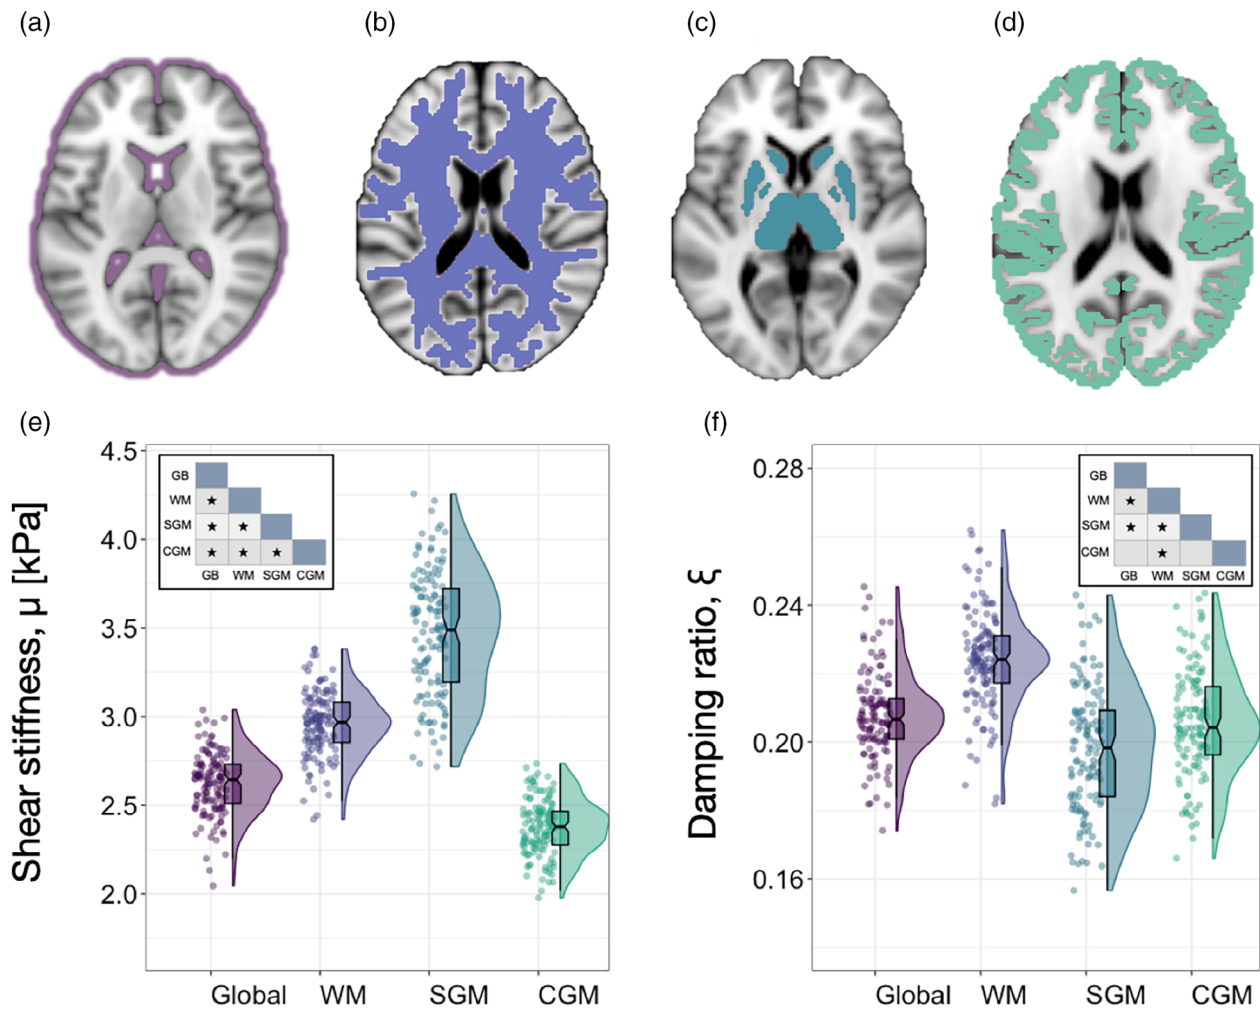 (a)
(b)
(c)
(d)
(e)
4.5
4.0
3.5
3.0
2.5
2.0
Shear stiffness, μ [kPa]
GB
WM ★
SGM ★ ★
CGM ★ ★ ★
GB WM SGM CGM
Global WM SGM CGM
(f)
0.28
0.24
0.20
0.16
Damping ratio, ξ
GB
WM ★
SGM ★ ★
CGM ★
GB WM SGM CGM
Global WM SGM CGM